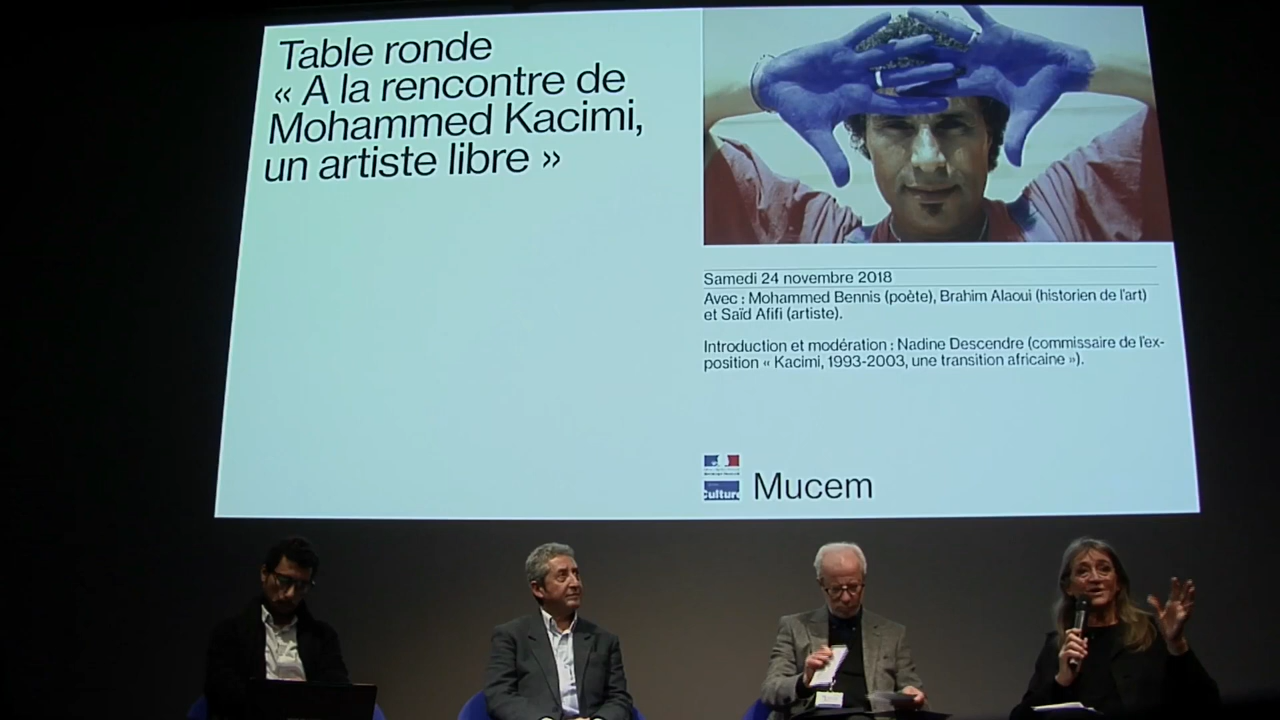 Table ronde
« A la rencontre de
Mohammed Kacimi,
un artiste libre »
Samedi 24 novembre 2018
Avec : Mohammed Bennis (poète), Brahim Alaoui (historien de l'art)
et Saïd Afifi (artiste).
Introduction et modération : Nadine Descendre (commissaire de l'ex-
position « Kacimi, 1993-2003, une transition africaine »).
Culture
Mucem